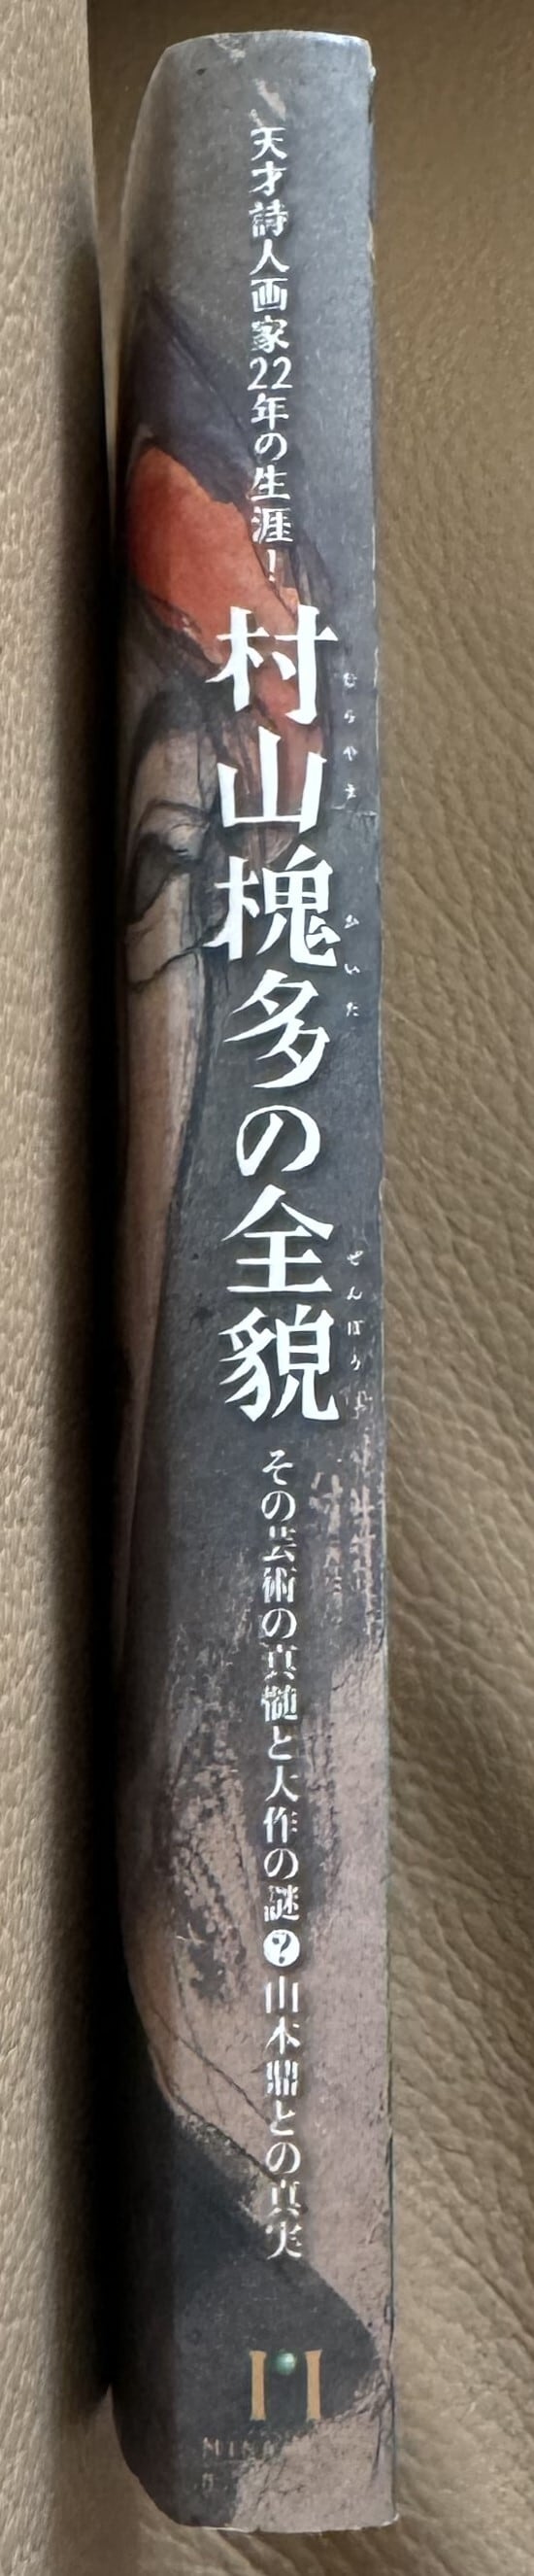 天才詩人画家22年の生涯！
村山槐多の全貌
むらやま かいた ぜんぼう
その芸術の真髄と大作の謎？山本鼎との真実